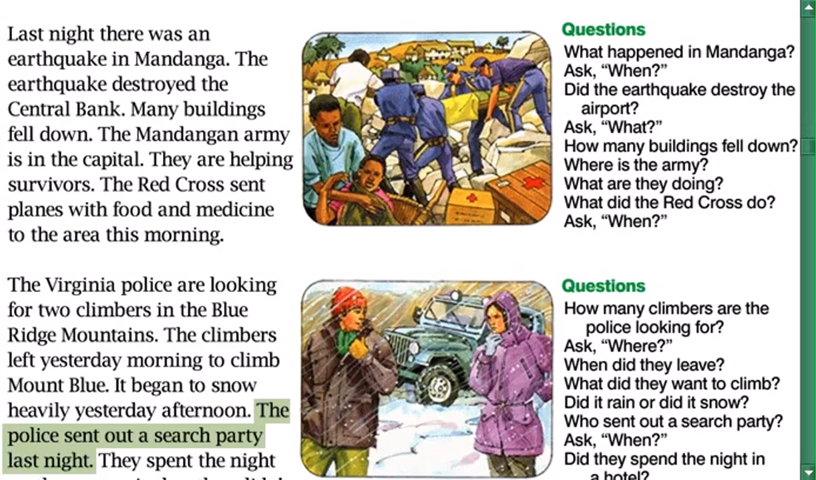 Last night there was an
earthquake in Mandanga. The
earthquake destroyed the
Central Bank. Many buildings
fell down. The Mandangan army
is in the capital. They are helping
survivors. The Red Cross sent
planes with food and medicine
to the area this morning.
Questions
What happened in Mandanga?
Ask, “When?”
Did the earthquake destroy the
airport?
Ask, “What?”
How many buildings fell down?
Where is the army?
What are they doing?
What did the Red Cross do?
Ask, “When?”
The Virginia police are looking
for two climbers in the Blue
Ridge Mountains. The climbers
left yesterday morning to climb
Mount Blue. It began to snow
heavily yesterday afternoon. The
police sent out a search party
last night. They spent the night
Questions
How many climbers are the
police looking for?
Ask, “Where?”
When did they leave?
What did they want to climb?
Did it rain or did it snow?
Who sent out a search party?
Ask, “When?”
Did they spend the night in
a hotel?